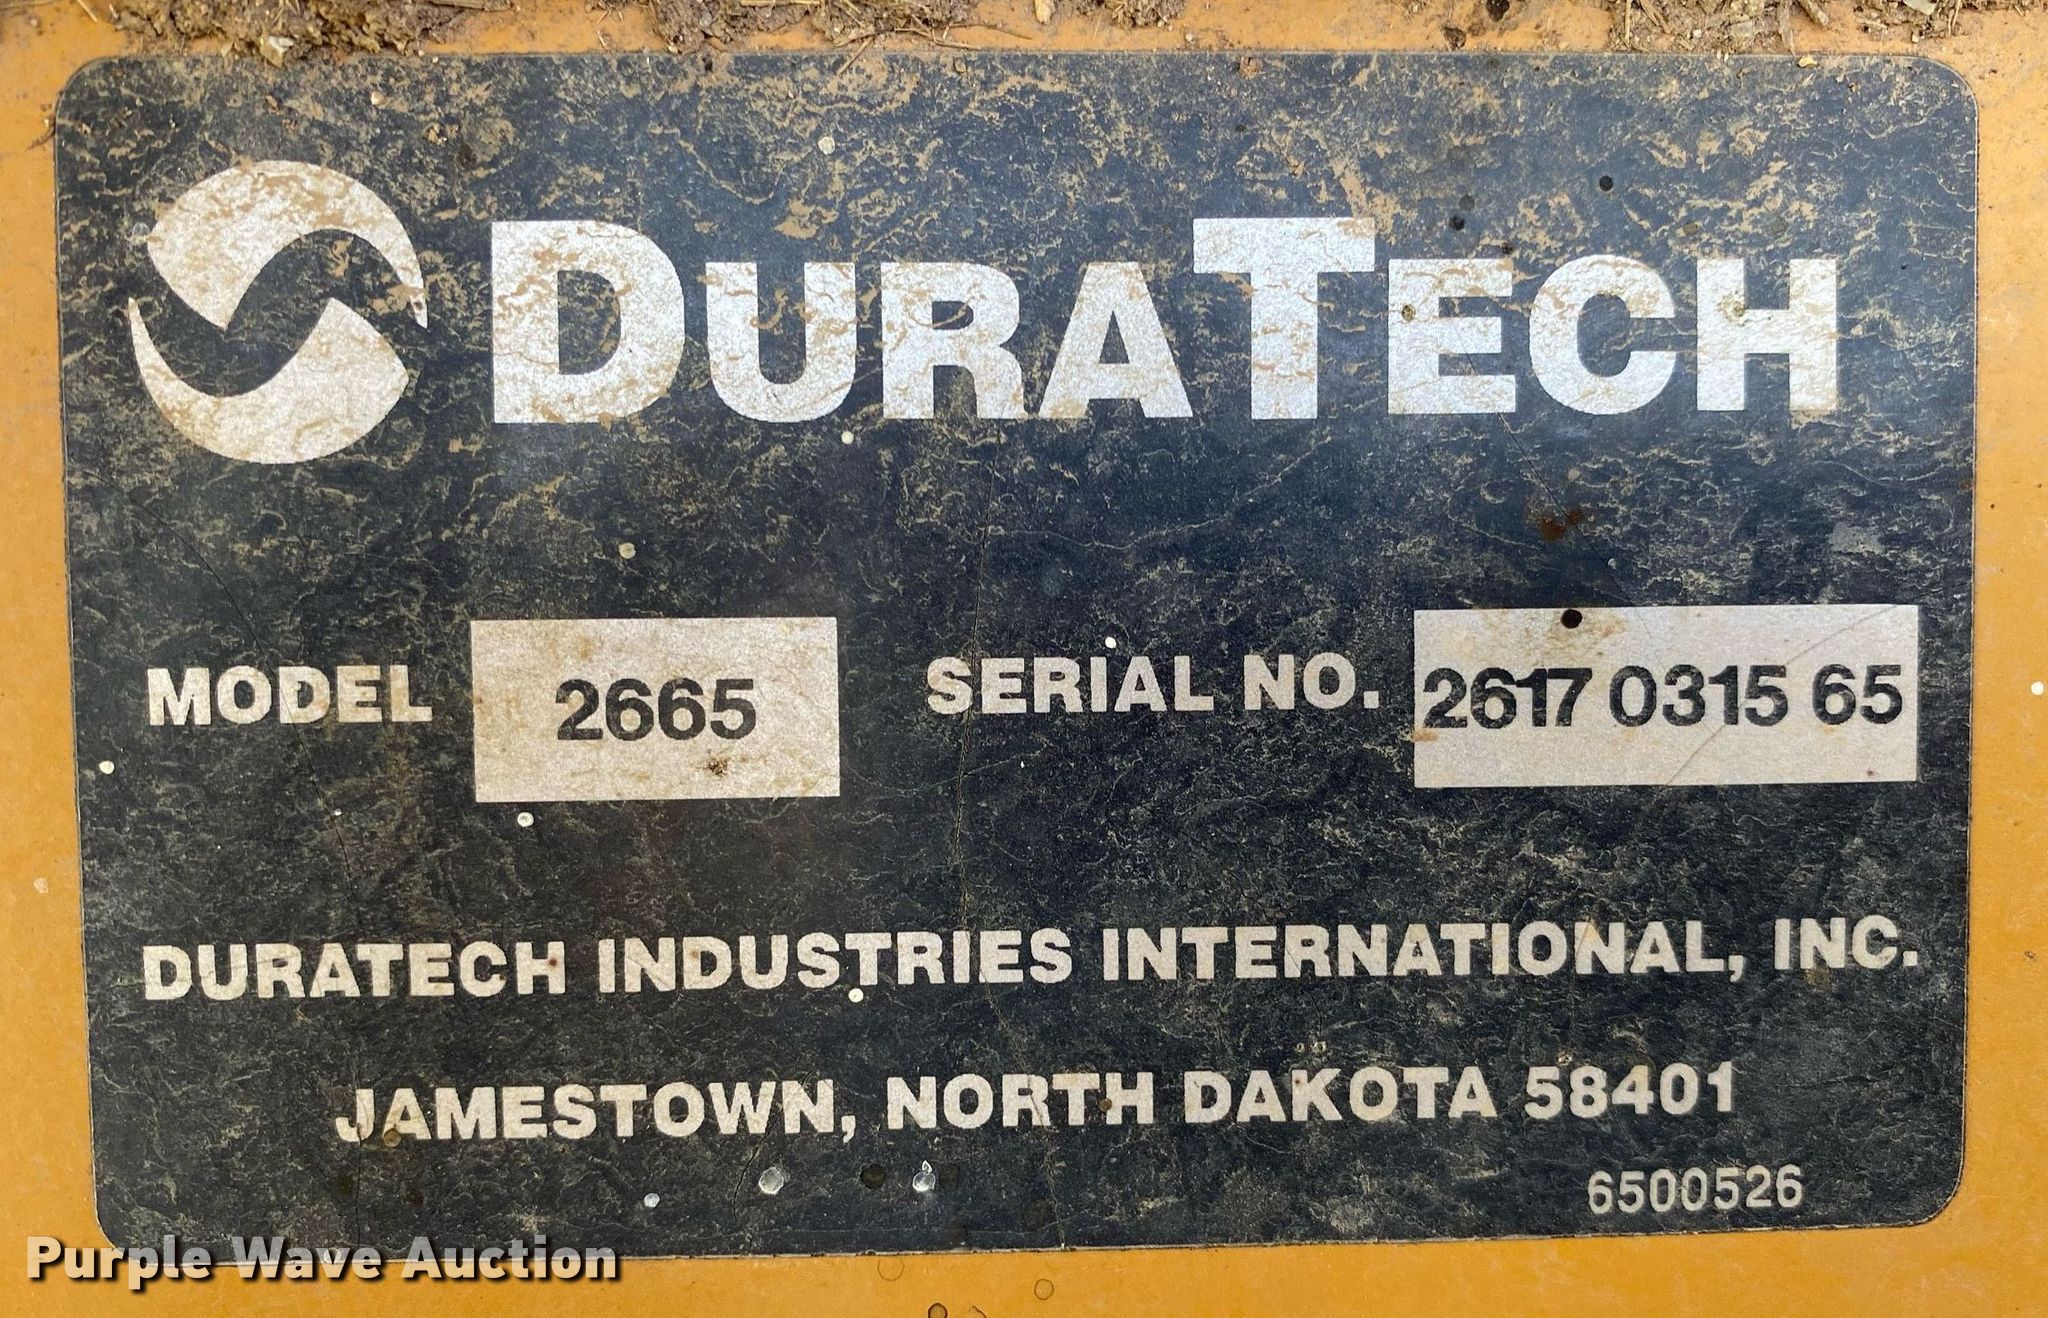 DURATECH
MODEL 2665 SERIAL NO. 2617 0315 65
DURATECH INDUSTRIES INTERNATIONAL, INC.
JAMESTOWN, NORTH DAKOTA 58401
6500526
Purple Wave Auction